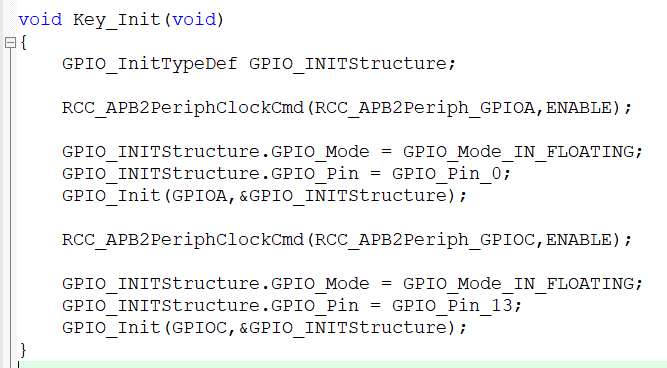 void Key_Init(void)
{
GPIO_InitTypeDef GPIO_INITStructure;
RCC_APB2PeriphClockCmd(RCC_APB2Periph_GPIOA,ENABLE);
GPIO_INITStructure.GPIO_Mode = GPIO_Mode_IN_FLOATING;
GPIO_INITStructure.GPIO_Pin = GPIO_Pin_0;
GPIO_Init(GPIOA,&GPIO_INITStructure);
RCC_APB2PeriphClockCmd(RCC_APB2Periph_GPIOC,ENABLE);
GPIO_INITStructure.GPIO_Mode = GPIO_Mode_IN_FLOATING;
GPIO_INITStructure.GPIO_Pin = GPIO_Pin_13;
GPIO_Init(GPIOC,&GPIO_INITStructure);
}